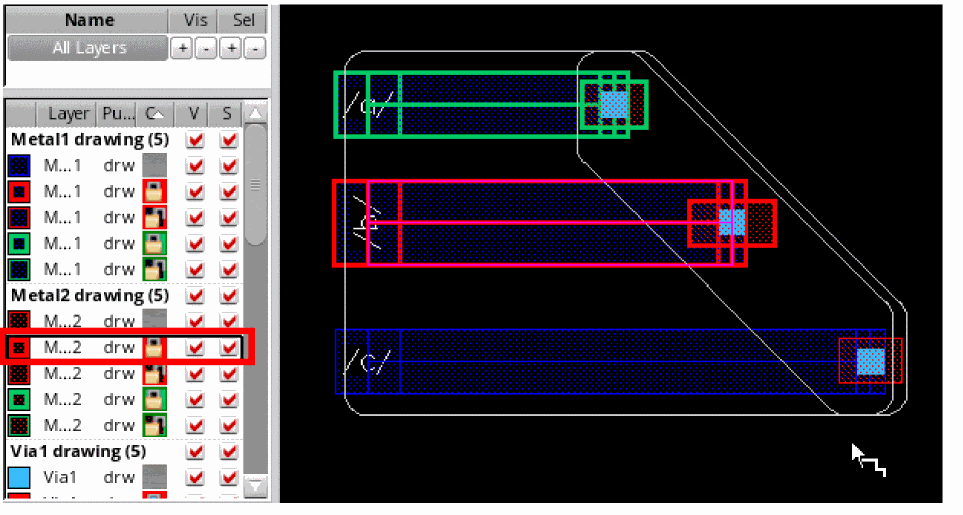 Name Vis Sel
All Layers + - + -
Layer Pu... C V S
Metal1 drawing (5)
M...1 drw
M...1 drw
M...1 drw
M...1 drw
M...1 drw
Metal2 drawing (5)
M...2 drw
M...2 drw
M...2 drw
M...2 drw
M...2 drw
Via1 drawing (5)
Via1 drw
/a/
/c/